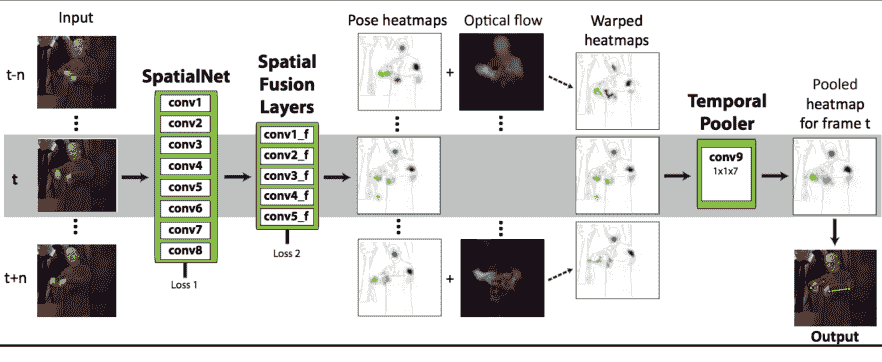 Input
Pose heatmaps
Optical flow
Warped
heatmaps
t-n
SpatialNet
conv1
conv2
conv3
conv4
conv5
conv6
conv7
conv8
Loss 1
Spatial
Fusion
Layers
conv1_f
conv2_f
conv3_f
conv4_f
conv5_f
Loss 2
+
Temporal
Pooler
conv9
1x1x7
Pooled
heatmap
for frame t
t
t+n
+
Output